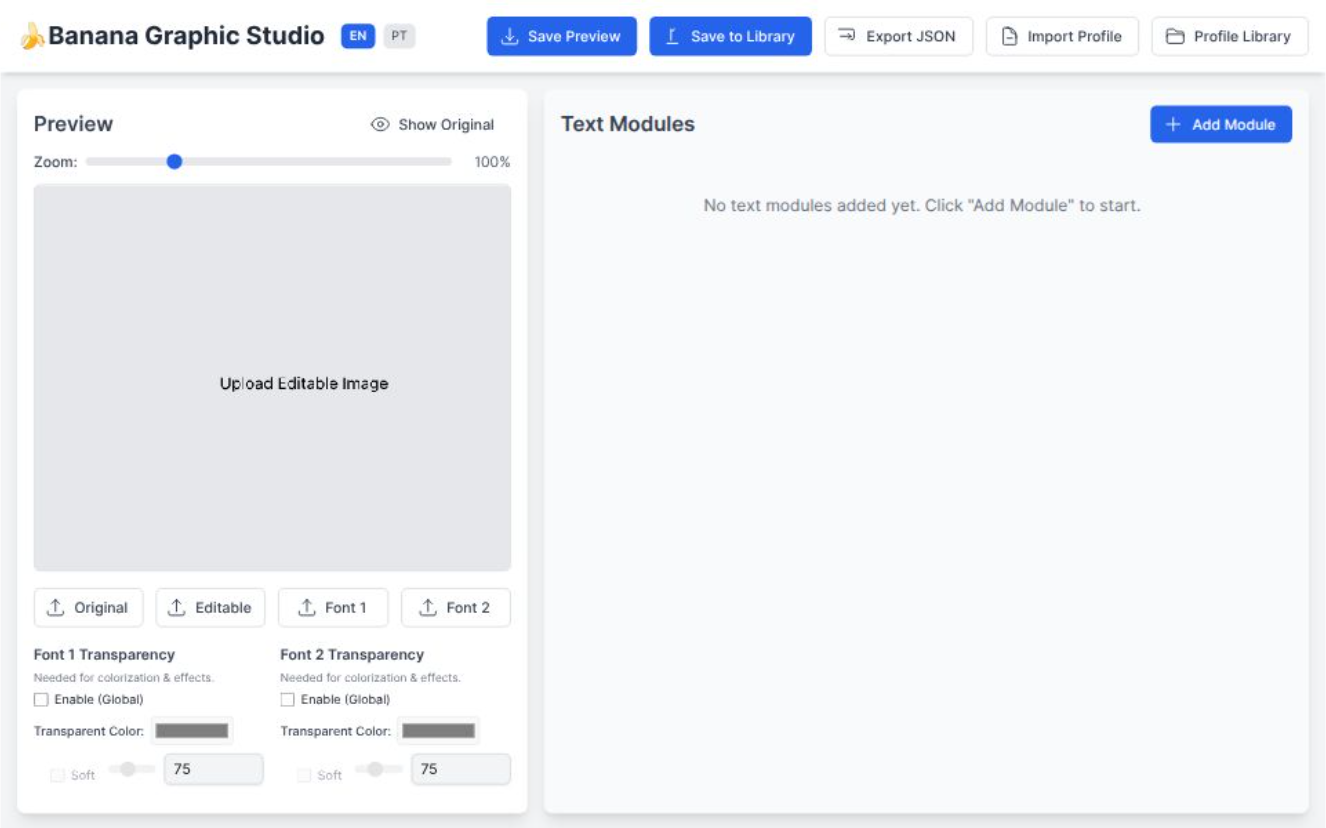 Banana Graphic Studio EN PT Save Preview Save to Library Export JSON Import Profile Profile Library
Preview Show Original
Zoom: 100%
Upload Editable Image
Original Editable Font 1 Font 2
Font 1 Transparency Font 2 Transparency
Needed for colorization & effects. Needed for colorization & effects.
Enable (Global) Enable (Global)
Transparent Color: Transparent Color:
Soft 75 Soft 75
Text Modules Add Module
No text modules added yet. Click "Add Module" to start.